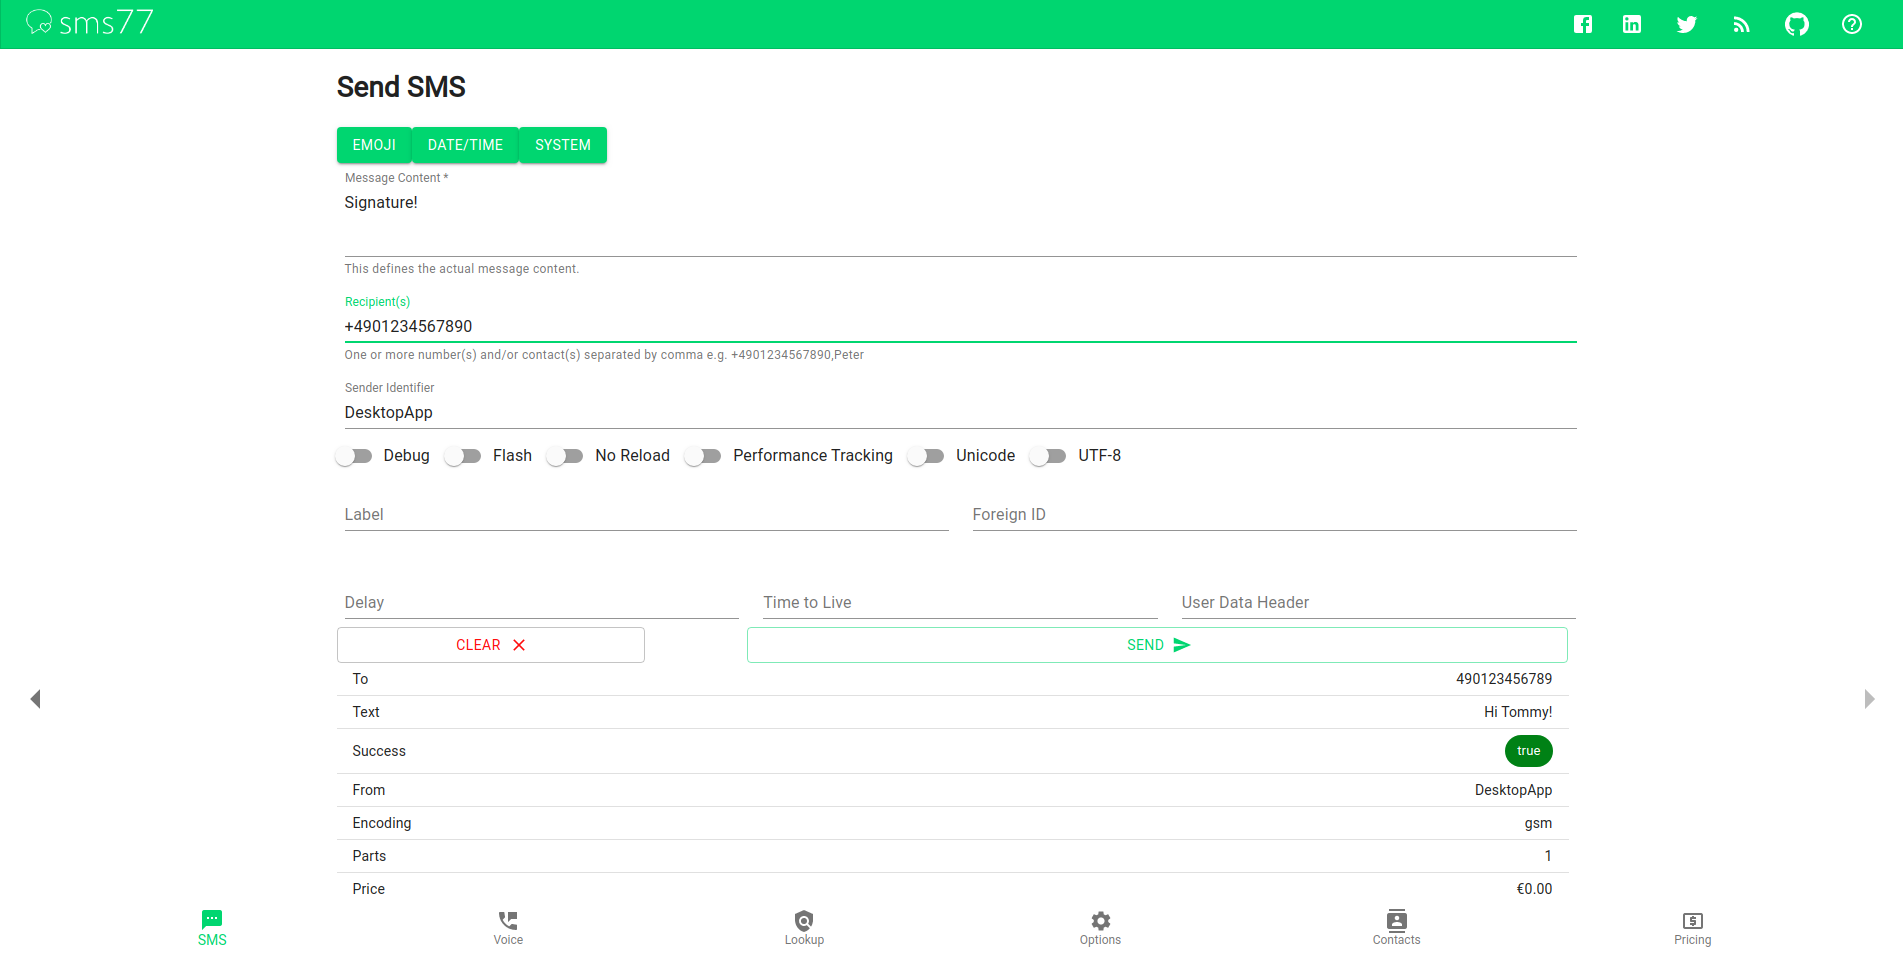 sms77
Send SMS
EMOJI DATE/TIME SYSTEM
Message Content *
Signature!
This defines the actual message content.
Recipient(s)
+4901234567890
One or more number(s) and/or contact(s) separated by comma e.g. +4901234567890,Peter
Sender Identifier
DesktopApp
Debug Flash No Reload Performance Tracking Unicode UTF-8
Label Foreign ID
Delay Time to Live User Data Header
CLEAR SEND
To 490123456789
Text Hi Tommy!
Success true
From DesktopApp
Encoding gsm
Parts 1
Price €0.00
SMS Voice Lookup Options Contacts Pricing